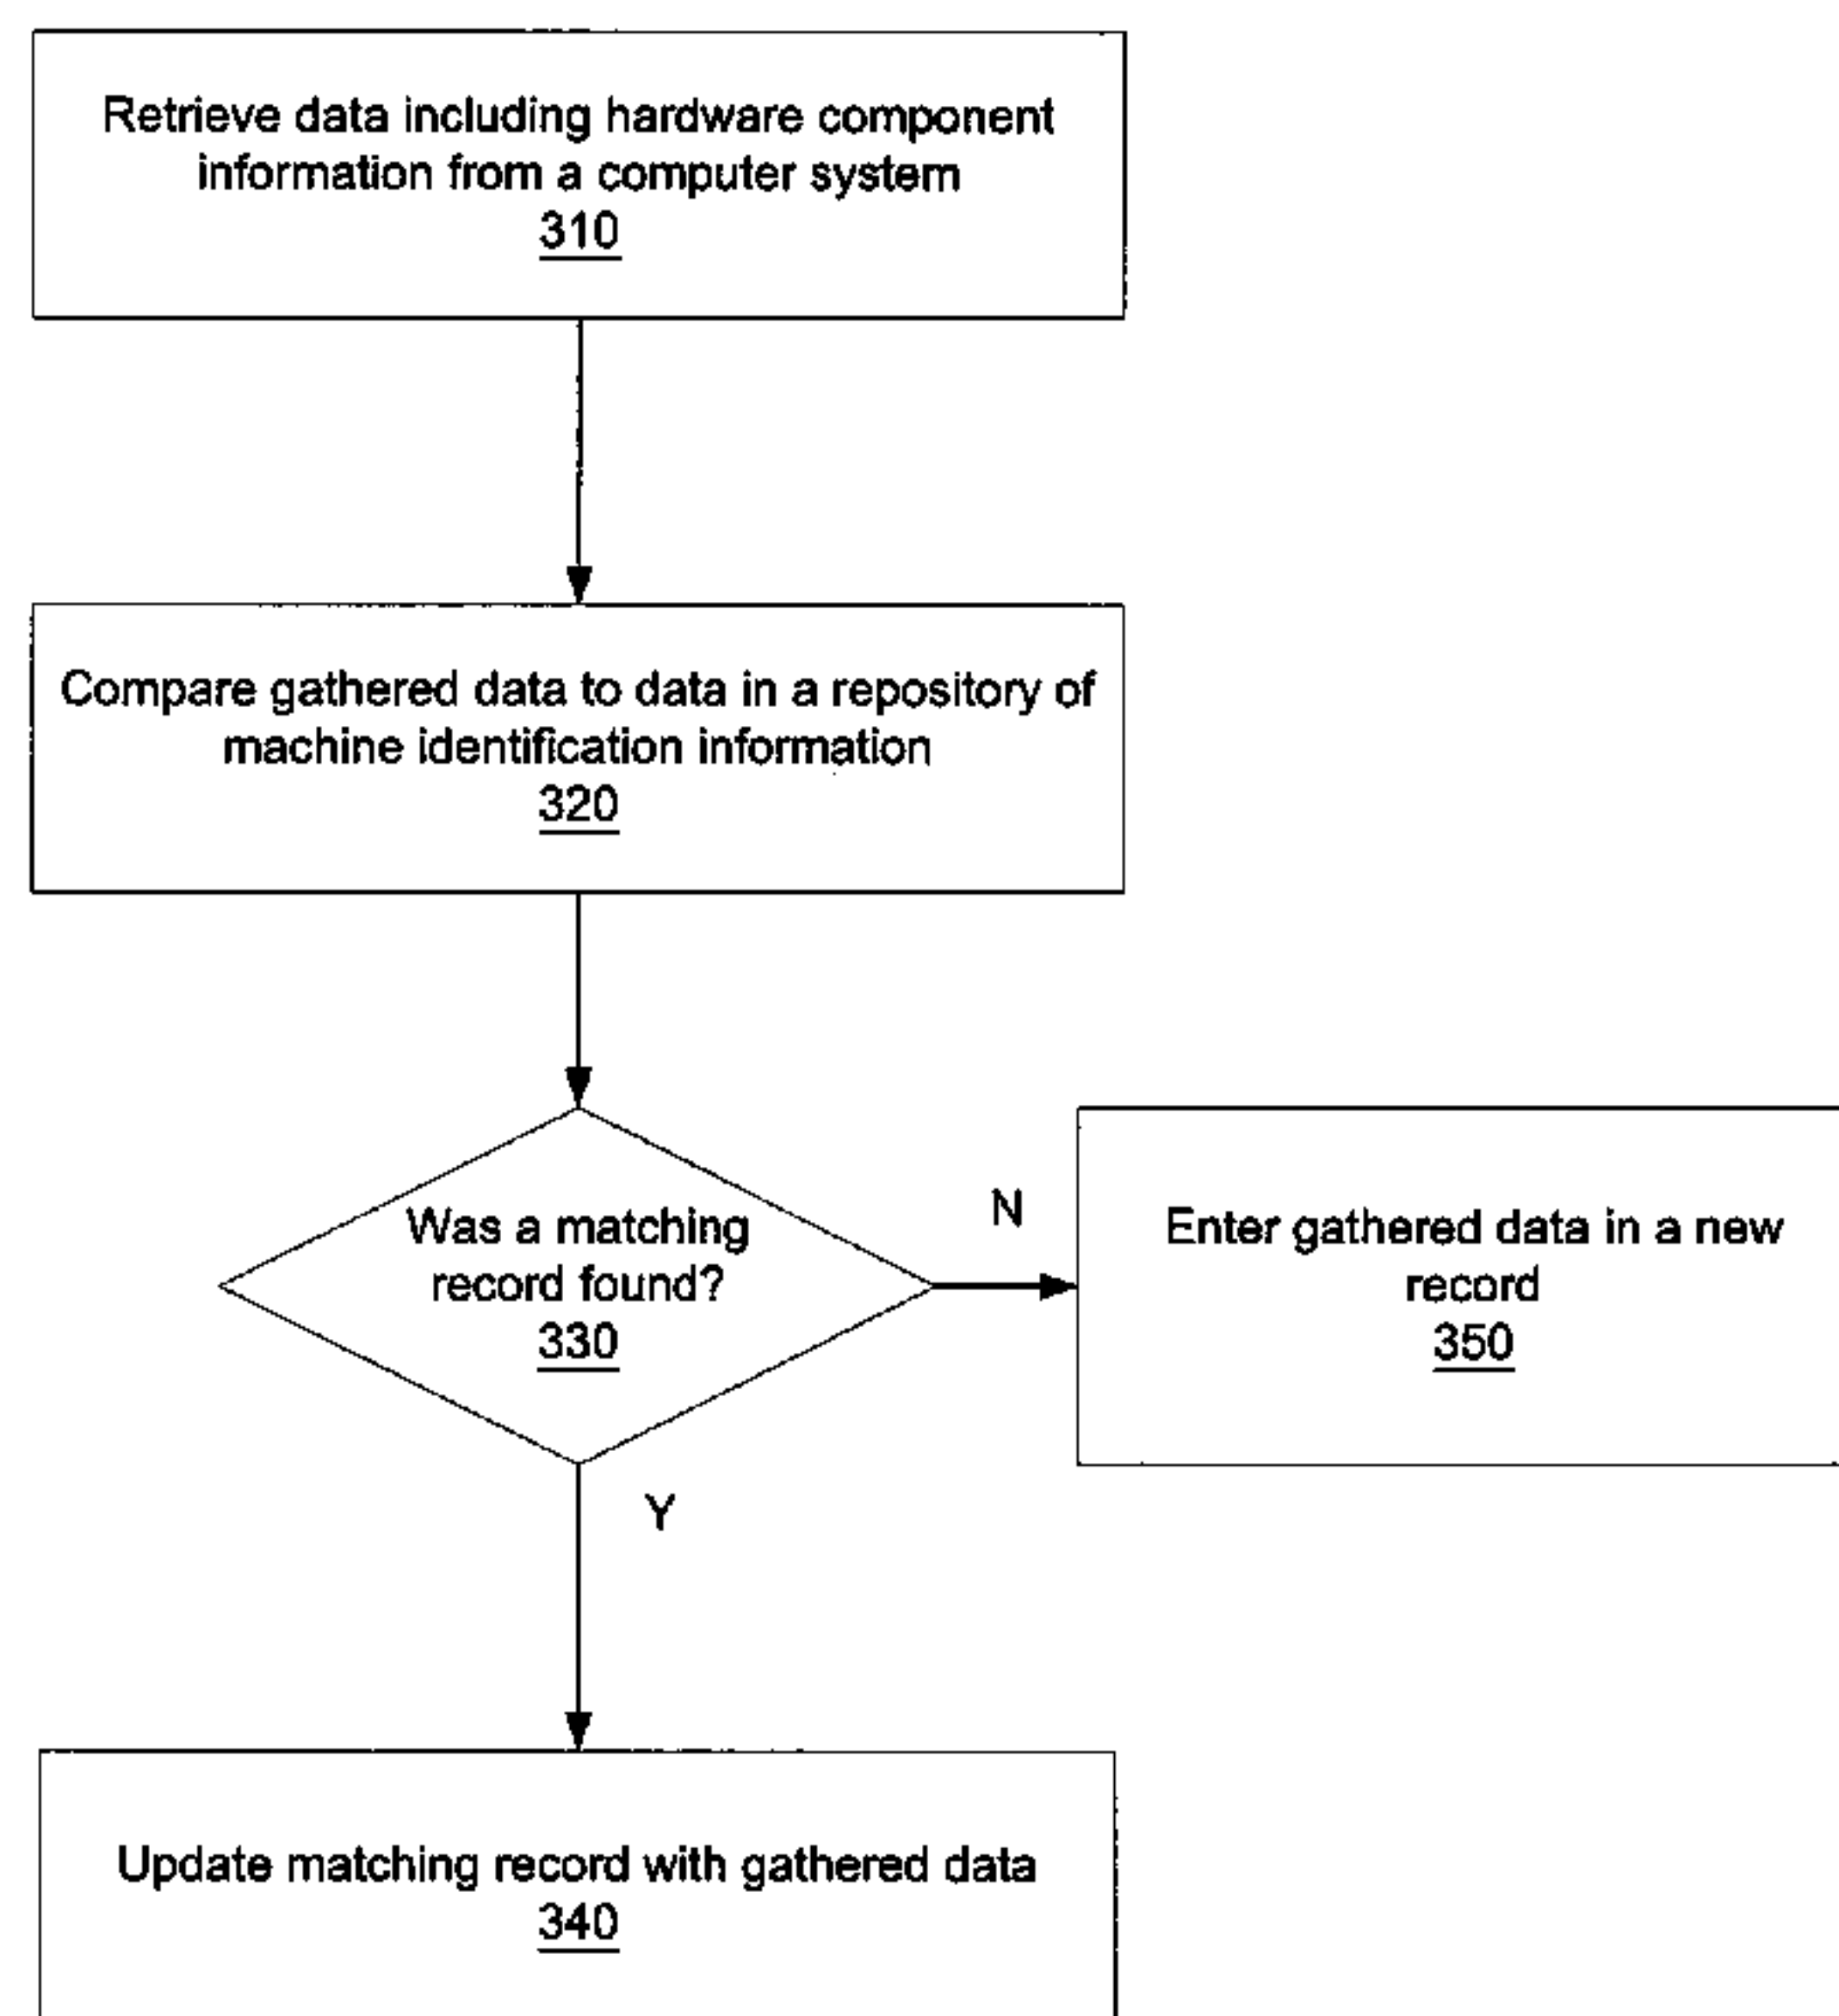 Retrieve data including hardware component
information from a computer system
310
Compare gathered data to data in a repository of
machine identification information
320
Was a matching
record found?
330
N
Enter gathered data in a new
record
350
Y
Update matching record with gathered data
340